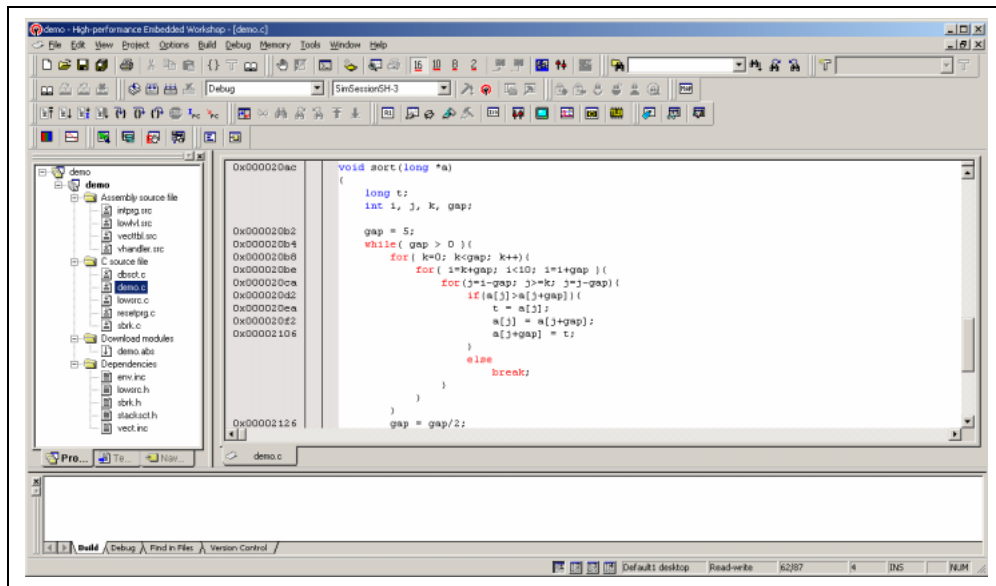 demo - High-performance Embedded Workshop - [demo.c]
File Edit View Project Options Build Debug Memory Tools Window Help
16 10 8 2
Debug SimSessionSH-3
demo
demo
Assembly source file
intprg.src
lowlvl.src
vecttbl.src
vhandler.src
C source file
dbsct.c
demo.c
lowsrc.c
resetprg.c
sbrk.c
Download modules
demo.abs
Dependencies
env.inc
lowsrc.h
sbrk.h
stacksct.h
vect.inc
Pro... Te... Nav...
0x000020ac void sort(long *a)
{
long t;
int i, j, k, gap;
0x000020b2 gap = 5;
0x000020b4 while( gap > 0 ){
0x000020b8 for( k=0; k<gap; k++){
0x000020be for( i=k+gap; i<10; i=i+gap ){
0x000020ca for(j=i-gap; j>=k; j=j-gap){
0x000020d2 if(a[j]>a[j+gap]){
0x000020ea t = a[j];
0x000020f2 a[j] = a[j+gap];
0x00002106 a[j+gap] = t;
}
else
break;
}
}
}
0x00002126 gap = gap/2;
demo.c
Build Debug Find in Files Version Control
Default1 desktop Read-write 62/87 4 INS NUM